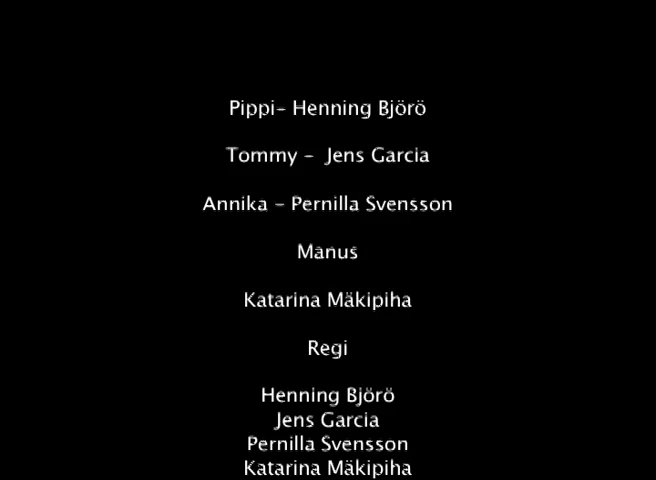 Pippi- Henning Björö
Tommy - Jens Garcia
Annika - Pernilla Svensson
Manus
Katarina Mäkipiha
Regi
Henning Björö
Jens Garcia
Pernilla Svensson
Katarina Mäkipiha